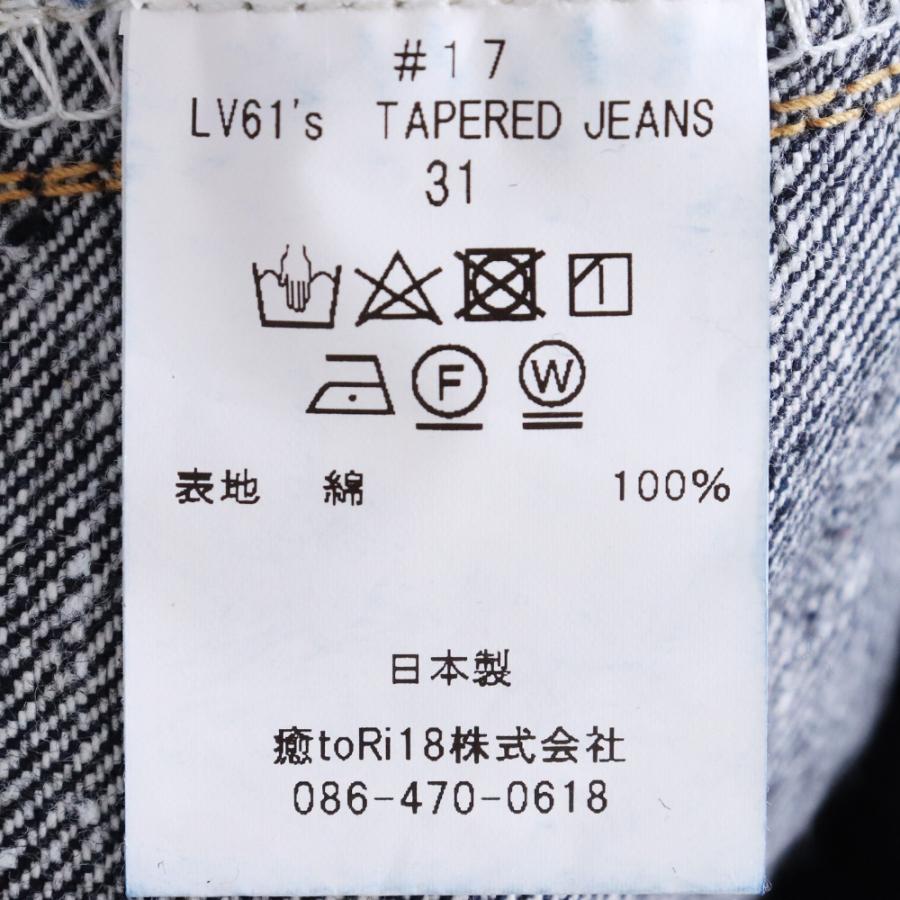 #17
LV61's TAPERED JEANS
31
F W
表地 綿 100%
日本製
癒toRi18株式会社
086-470-0618